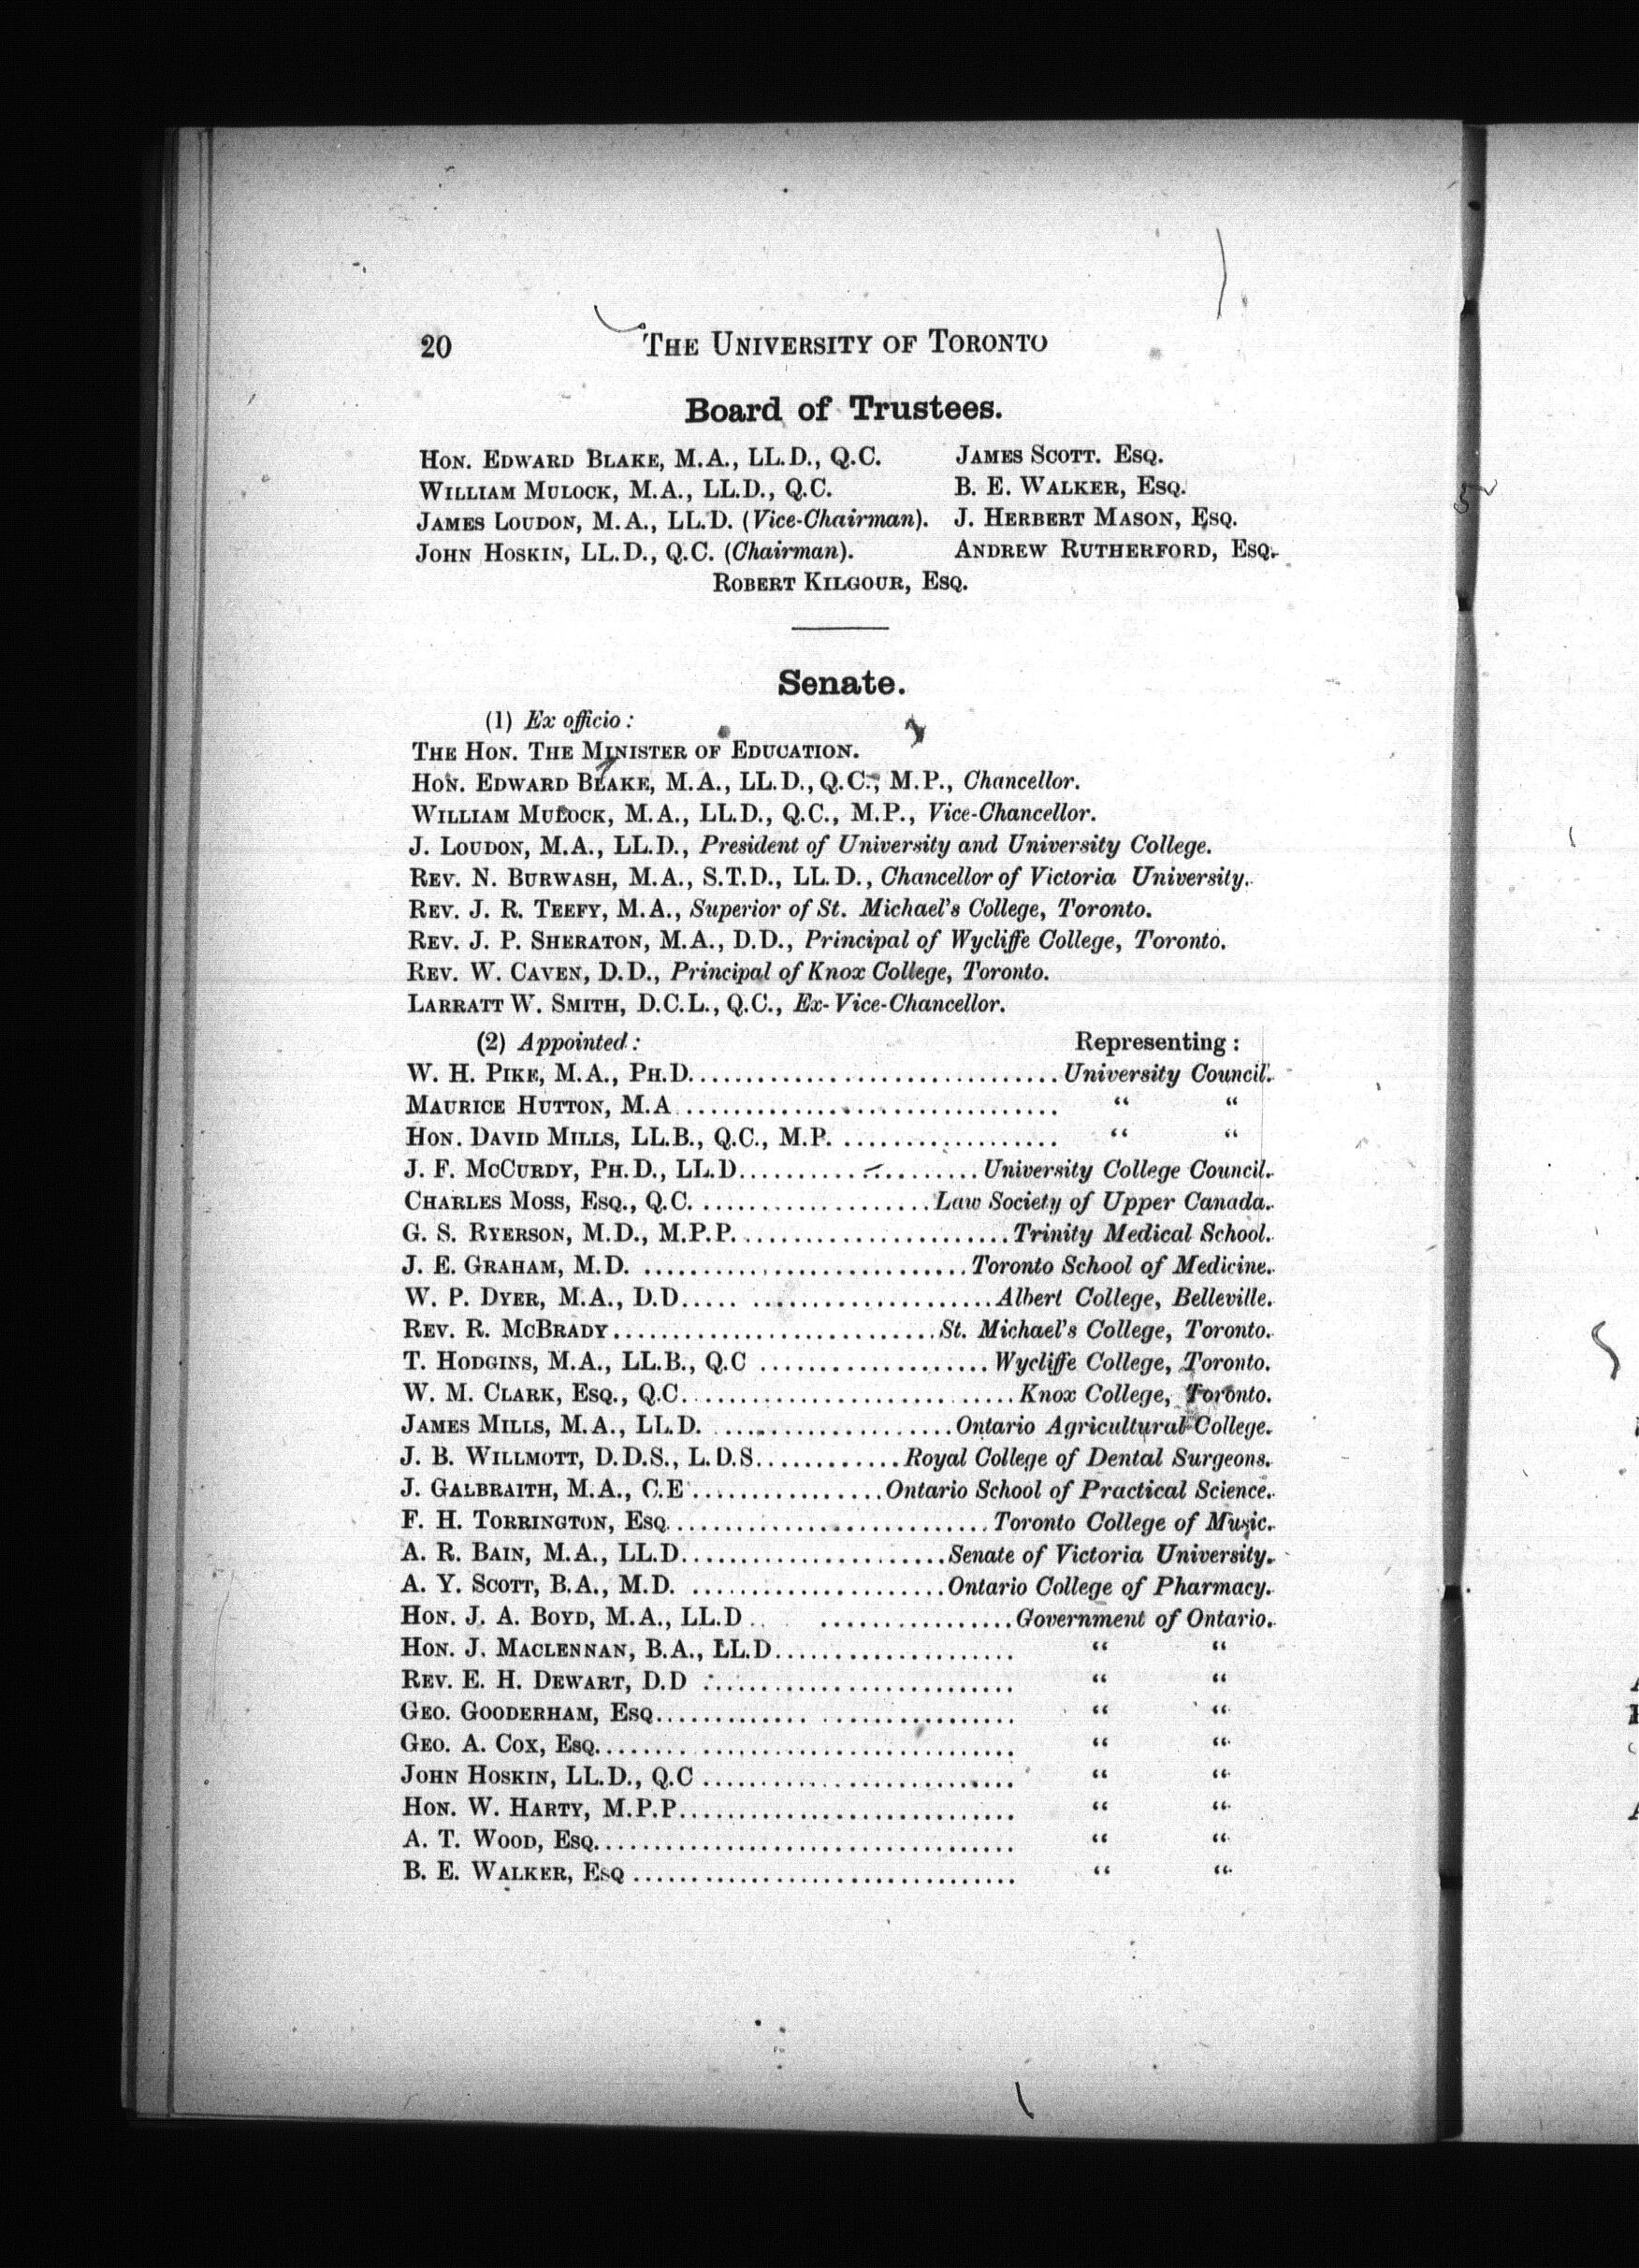 20 THE UNIVERSITY OF TORONTO
Board of Trustees.
HON. EDWARD BLAKE, M.A., LL.D., Q.C. JAMES SCOTT. ESQ.
WILLIAM MULOCK, M.A., LL.D., Q.C. B. E. WALKER, ESQ.
JAMES LOUDON, M.A., LL.D. (Vice-Chairman). J. HERBERT MASON, ESQ.
JOHN HOSKIN, LL.D., Q.C. (Chairman). ANDREW RUTHERFORD, ESQ.
ROBERT KILGOUR, ESQ.
Senate.
(1) Ex officio:
THE HON. THE MINISTER OF EDUCATION.
HON. EDWARD BLAKE, M.A., LL.D., Q.C., M.P., Chancellor.
WILLIAM MULOCK, M.A., LL.D., Q.C., M.P., Vice-Chancellor.
J. LOUDON, M.A., LL.D., President of University and University College.
REV. N. BURWASH, M.A., S.T.D., LL.D., Chancellor of Victoria University.
REV. J. R. TEEFY, M.A., Superior of St. Michael's College, Toronto.
REV. J. P. SHERATON, M.A., D.D., Principal of Wycliffe College, Toronto.
REV. W. CAVEN, D.D., Principal of Knox College, Toronto.
LARRATT W. SMITH, D.C.L., Q.C., Ex-Vice-Chancellor.
(2) Appointed: Representing:
W. H. PIKE, M.A., PH.D. University Council.
MAURICE HUTTON, M.A. “ “
HON. DAVID MILLS, LL.B., Q.C., M.P. “ “
J. F. MCCURDY, PH.D., LL.D. University College Council.
CHARLES MOSS, ESQ., Q.C. Law Society of Upper Canada.
G. S. RYERSON, M.D., M.P.P. Trinity Medical School.
J. E. GRAHAM, M.D. Toronto School of Medicine.
W. P. DYER, M.A., D.D. Albert College, Belleville.
REV. R. MCBRADY St. Michael's College, Toronto.
T. HODGINS, M.A., LL.B., Q.C Wycliffe College, Toronto.
W. M. CLARK, ESQ., Q.C. Knox College, Toronto.
JAMES MILLS, M.A., LL.D. Ontario Agricultural College.
J. B. WILLMOTT, D.D.S., L.D.S. Royal College of Dental Surgeons.
J. GALBRAITH, M.A., C.E. Ontario School of Practical Science.
F. H. TORRINGTON, ESQ. Toronto College of Music.
A. R. BAIN, M.A., LL.D. Senate of Victoria University.
A. Y. SCOTT, B.A., M.D. Ontario College of Pharmacy.
HON. J. A. BOYD, M.A., LL.D. Government of Ontario.
HON. J. MACLENNAN, B.A., LL.D. “ “
REV. E. H. DEWART, D.D “ “
GEO. GOODERHAM, ESQ. “ “
GEO. A. COX, ESQ. “ “
JOHN HOSKIN, LL.D., Q.C “ “
HON. W. HARTY, M.P.P. “ “
A. T. WOOD, ESQ. “ “
B. E. WALKER, ESQ “ “